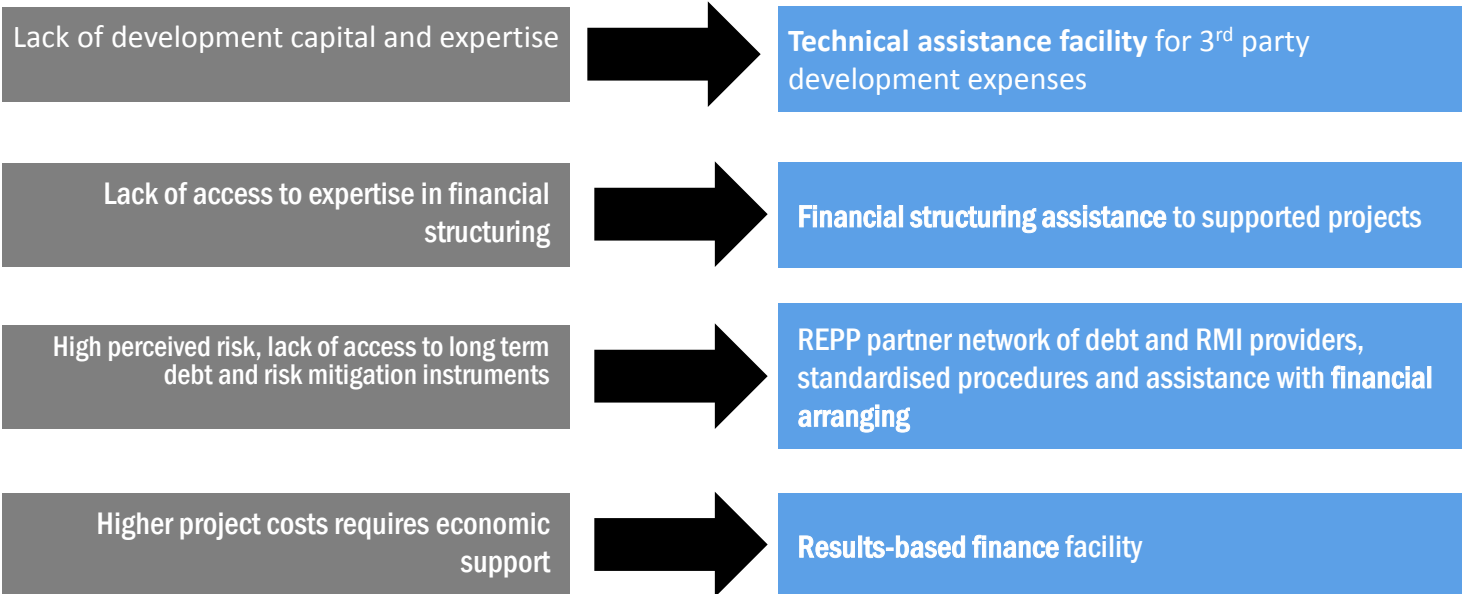 Lack of development capital and expertise
Technical assistance facility for 3rd party
development expenses
Lack of access to expertise in financial
structuring
Financial structuring assistance to supported projects
High perceived risk, lack of access to long term
debt and risk mitigation instruments
REPP partner network of debt and RMI providers,
standardised procedures and assistance with financial
arranging
Higher project costs requires economic
support
Results-based finance facility